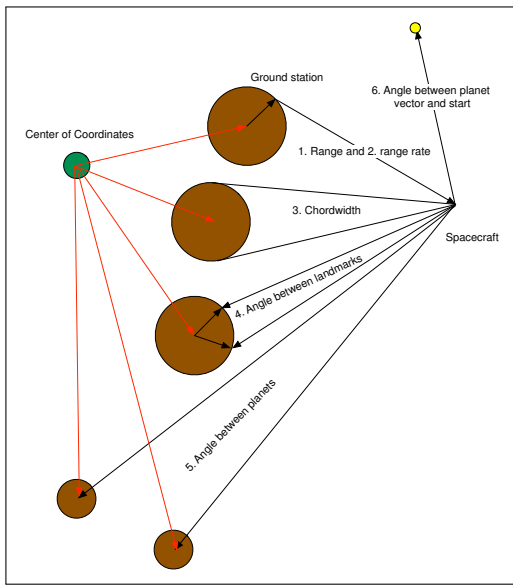 Ground station
6. Angle between planet
vector and start
Center of Coordinates
1. Range and 2. range rate
3. Chordwidth
Spacecraft
4. Angle between landmarks
5. Angle between planets